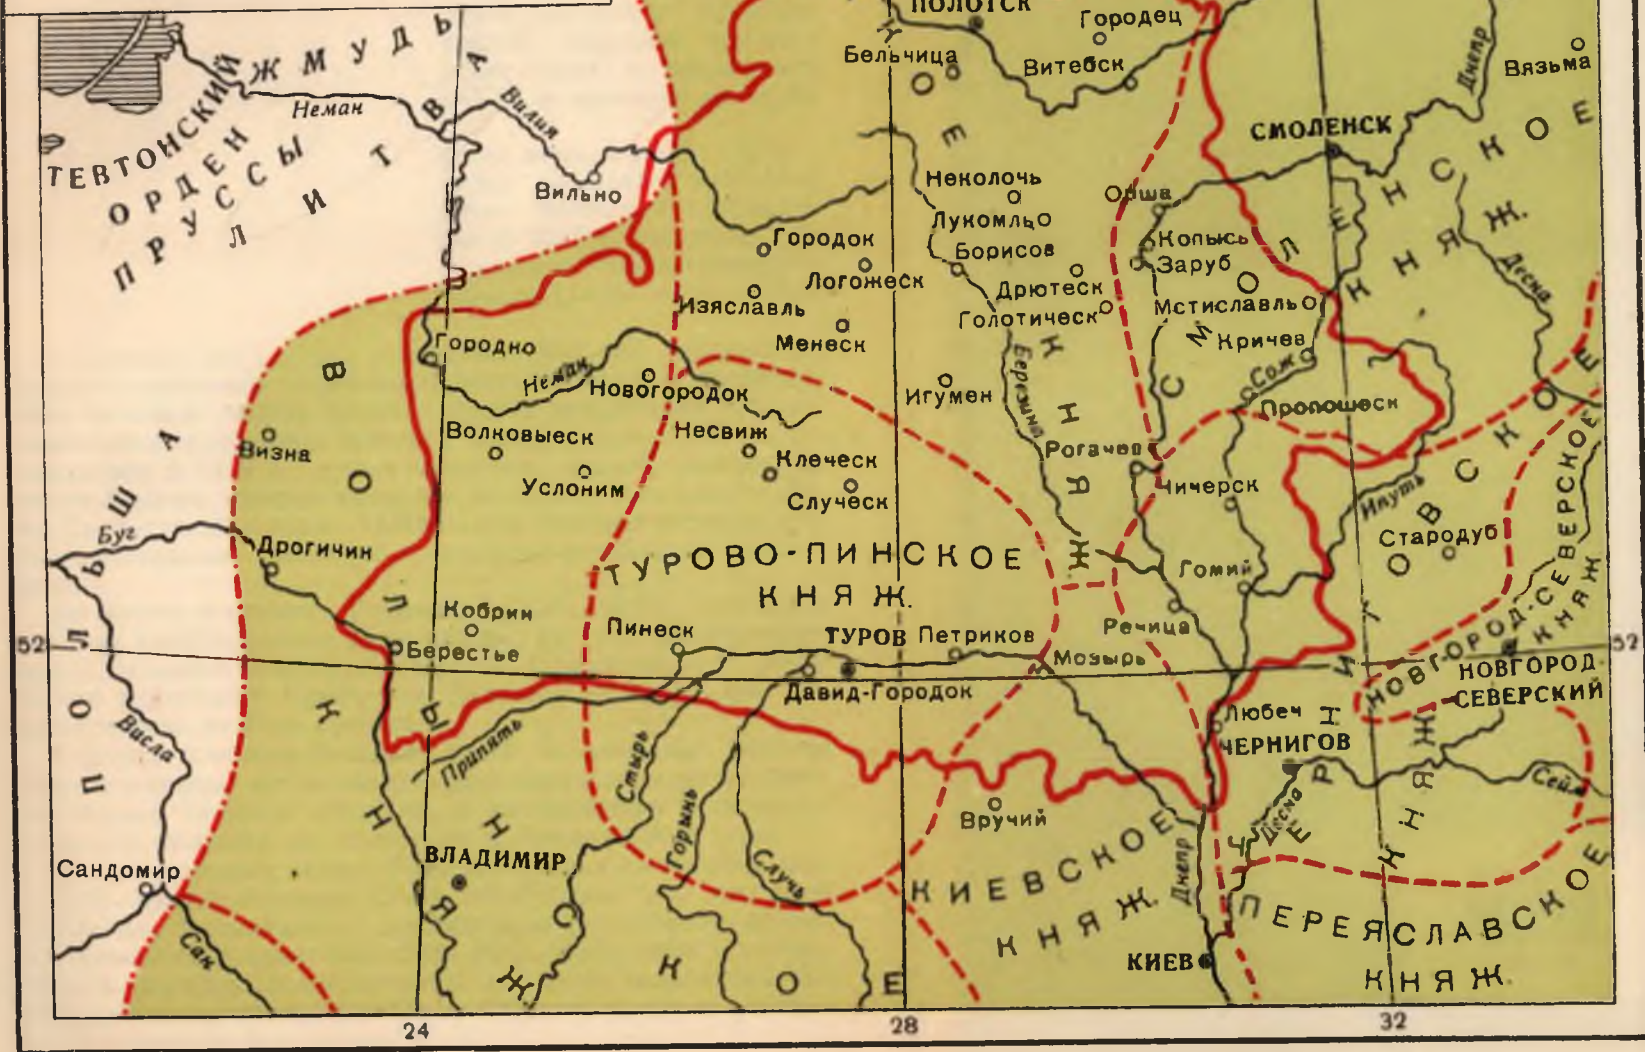 ПОЛОТСК
Городец
Бельчица
Витебск
Днепр
Вязьма
ЖМУДЬ
Неман
Вилия
ТЕВТОНСКИЙ
ОРДЕН
ПРУССЫ
ЛИТВА
СМОЛЕНСК
Вильно
Неколочь
Орша
Лукомль
Городок
Борисов
Копысь
Заруб
Логожеск
Дрютеск
Десна
Изяславль
Голотическ
Мстиславль
Менеск
Кричев
Городно
Неман
Новогородок
Игумен
Березина
Сож
Пропошеск
Волковыеск
Несвиж
Визна
Клеческ
Рогачев
Услоним
Случеск
Чичерск
Ипуть
Буг
Дрогичин
Стародуб
ТУРОВО-ПИНСКОЕ
КНЯЖ.
Гомий
Кобрин
Пинеск
ТУРОВ
Петриков
Речица
52
Берестье
Мозырь
52
НОВГОРОД-СЕВЕРСКОЕ
КНЯЖ
НОВГОРОД
СЕВЕРСКИЙ
Давид-Городок
Любеч
ЧЕРНИГОВ
Висла
Припять
Стырь
Горынь
Случь
Вручий
Десна
Сейм
ПОЛЬША
ВЛАДИМИР
Сандомир
Сан
Днепр
КИЕВСКОЕ
КНЯЖ.
КИЕВ
ПЕРЕЯСЛАВСКОЕ
КНЯЖ.
ВОЛЫНСКОЕ
КНЯЖ.
24
28
32